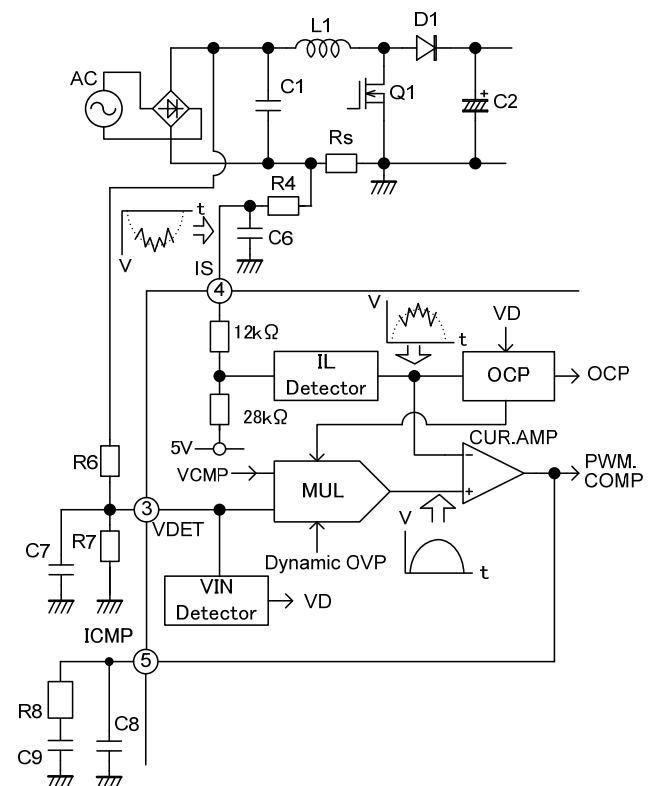 L1
D1
AC
C1
Q1
+
C2
Rs
R4
t
V
C6
IS
4
V
t
VD
12kΩ
IL
Detector
OCP
OCP
28kΩ
5V
CUR.AMP
R6
VCMP
MUL
−
+
PWM.
COMP
3
VDET
V
t
C7
R7
Dynamic OVP
VIN
Detector
VD
ICMP
5
R8
C8
C9